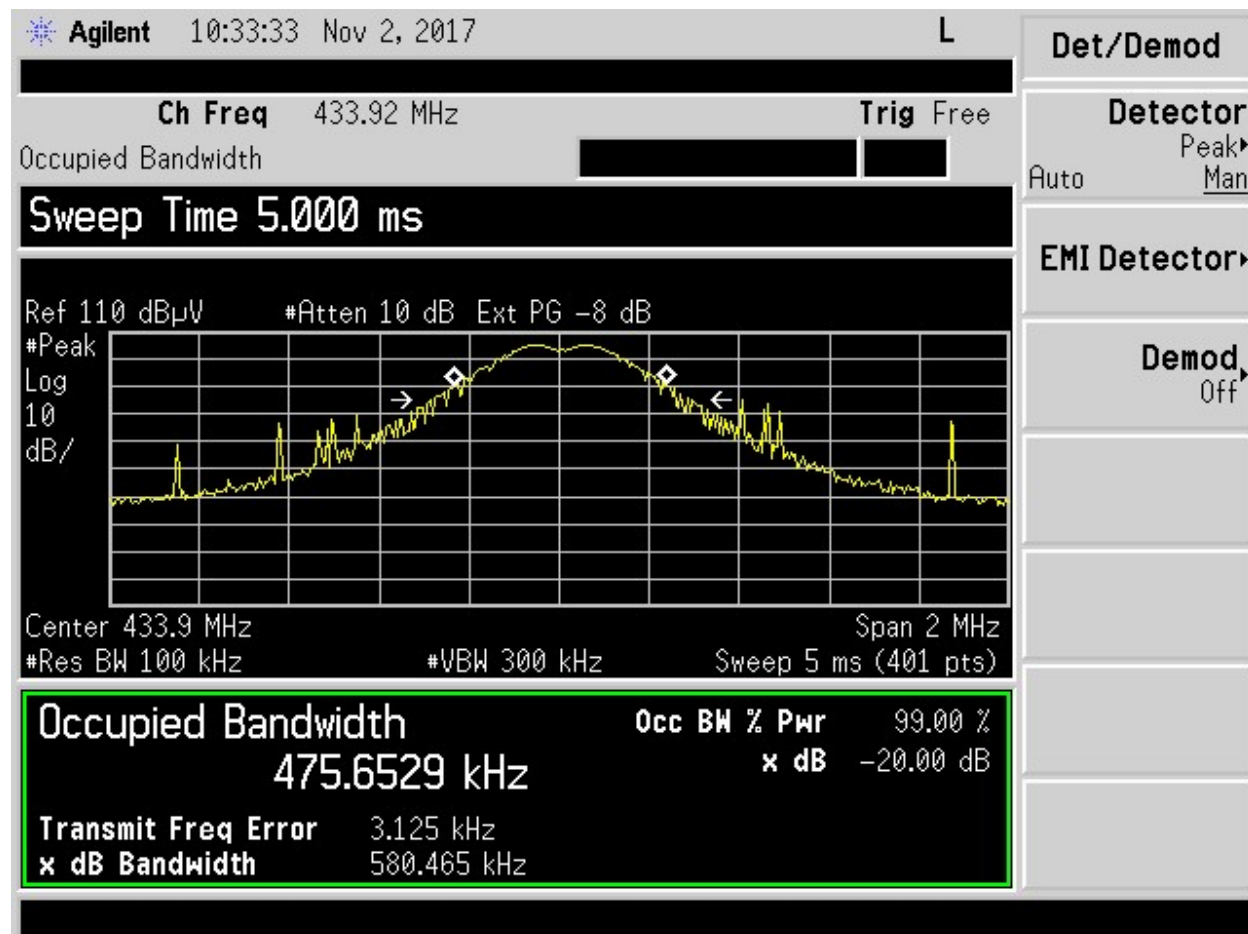 Agilent 10:33:33 Nov 2, 2017 L
Det/Demod
Ch Freq 433.92 MHz Trig Free
Occupied Bandwidth
Detector
Peak
Auto Man
Sweep Time 5.000 ms
EMI Detector
Ref 110 dBµV #Atten 10 dB Ext PG -8 dB
#Peak
Log
10
dB/
Demod
Off
Center 433.9 MHz Span 2 MHz
#Res BW 100 kHz #VBW 300 kHz Sweep 5 ms (401 pts)
Occupied Bandwidth
475.6529 kHz
Occ BW % Pwr 99.00 %
x dB -20.00 dB
Transmit Freq Error 3.125 kHz
x dB Bandwidth 580.465 kHz